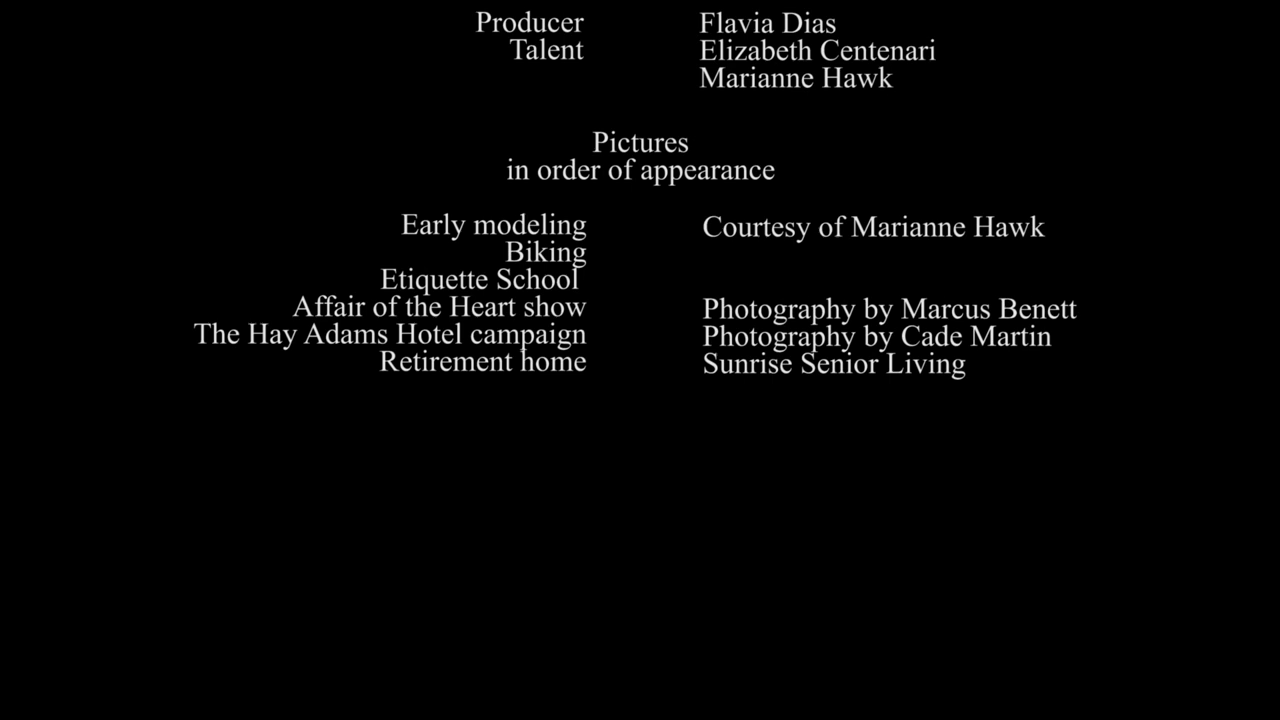 Producer Flavia Dias
Talent Elizabeth Centenari
Marianne Hawk
Pictures
in order of appearance
Early modeling Courtesy of Marianne Hawk
Biking
Etiquette School
Affair of the Heart show Photography by Marcus Benett
The Hay Adams Hotel campaign Photography by Cade Martin
Retirement home Sunrise Senior Living